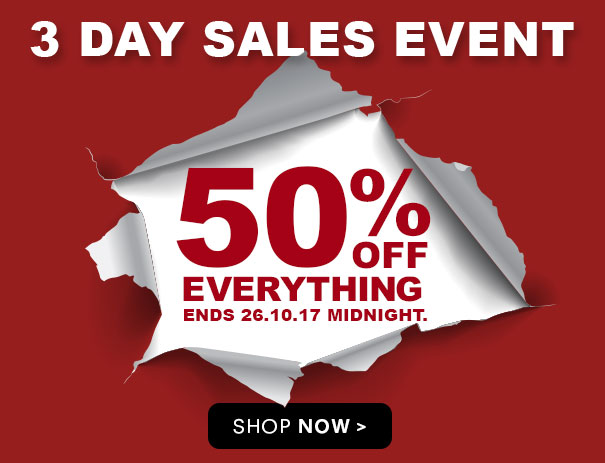 3 DAY SALES EVENT
50%
OFF
EVERYTHING
ENDS 26.10.17 MIDNIGHT.
SHOP NOW >